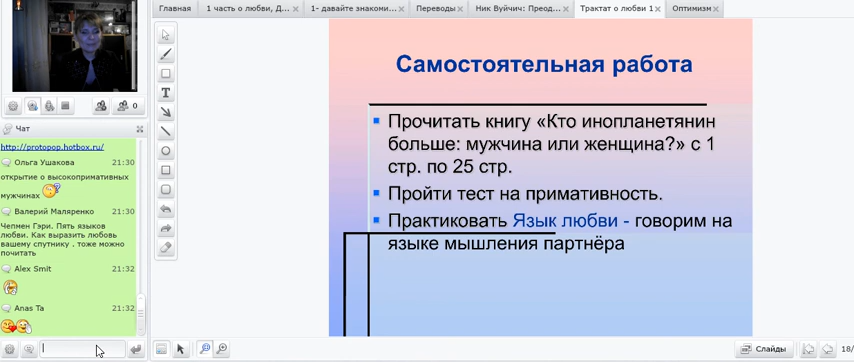 Главная
1 часть о любви, Д...
1- давайте знакоми...
Переводы
Ник Вуйчич: Преод...
Трактат о любви 1
Оптимизм
0
Чат
http://protopop.hotbox.ru/
Ольга Ушакова 21:30
открытие о высокопримативных
мужчинах
Валерий Маляренко 21:30
Чепмен Гэри. Пять языков
любви. Как выразить любовь
вашему спутнику . тоже можно
почитать
Alex Smit 21:32
Anas Ta 21:32
T
Самостоятельная работа
Прочитать книгу «Кто инопланетянин
больше: мужчина или женщина?» с 1
стр. по 25 стр.
Пройти тест на примативность.
Практиковать Язык любви - говорим на
языке мышления партнёра
Слайды
18/